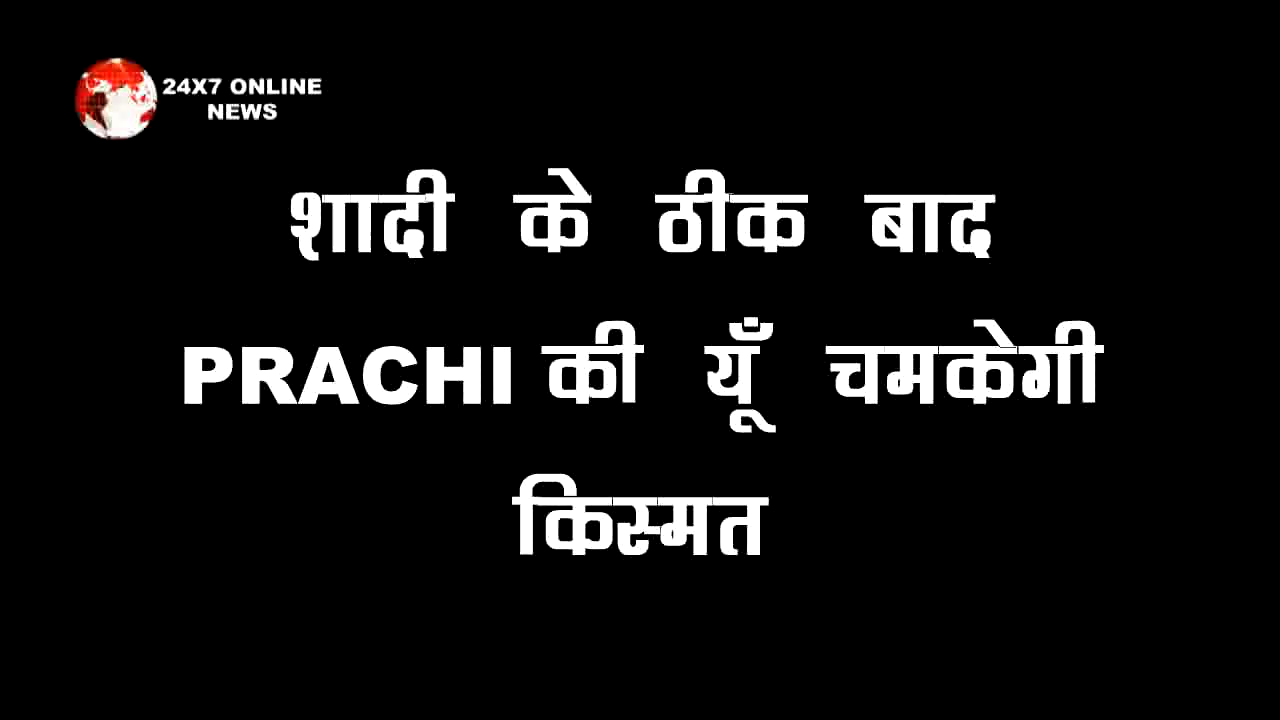 24X7 ONLINE
NEWS
शादी के ठीक बाद
PRACHI की यूँ चमकेगी
किस्मत